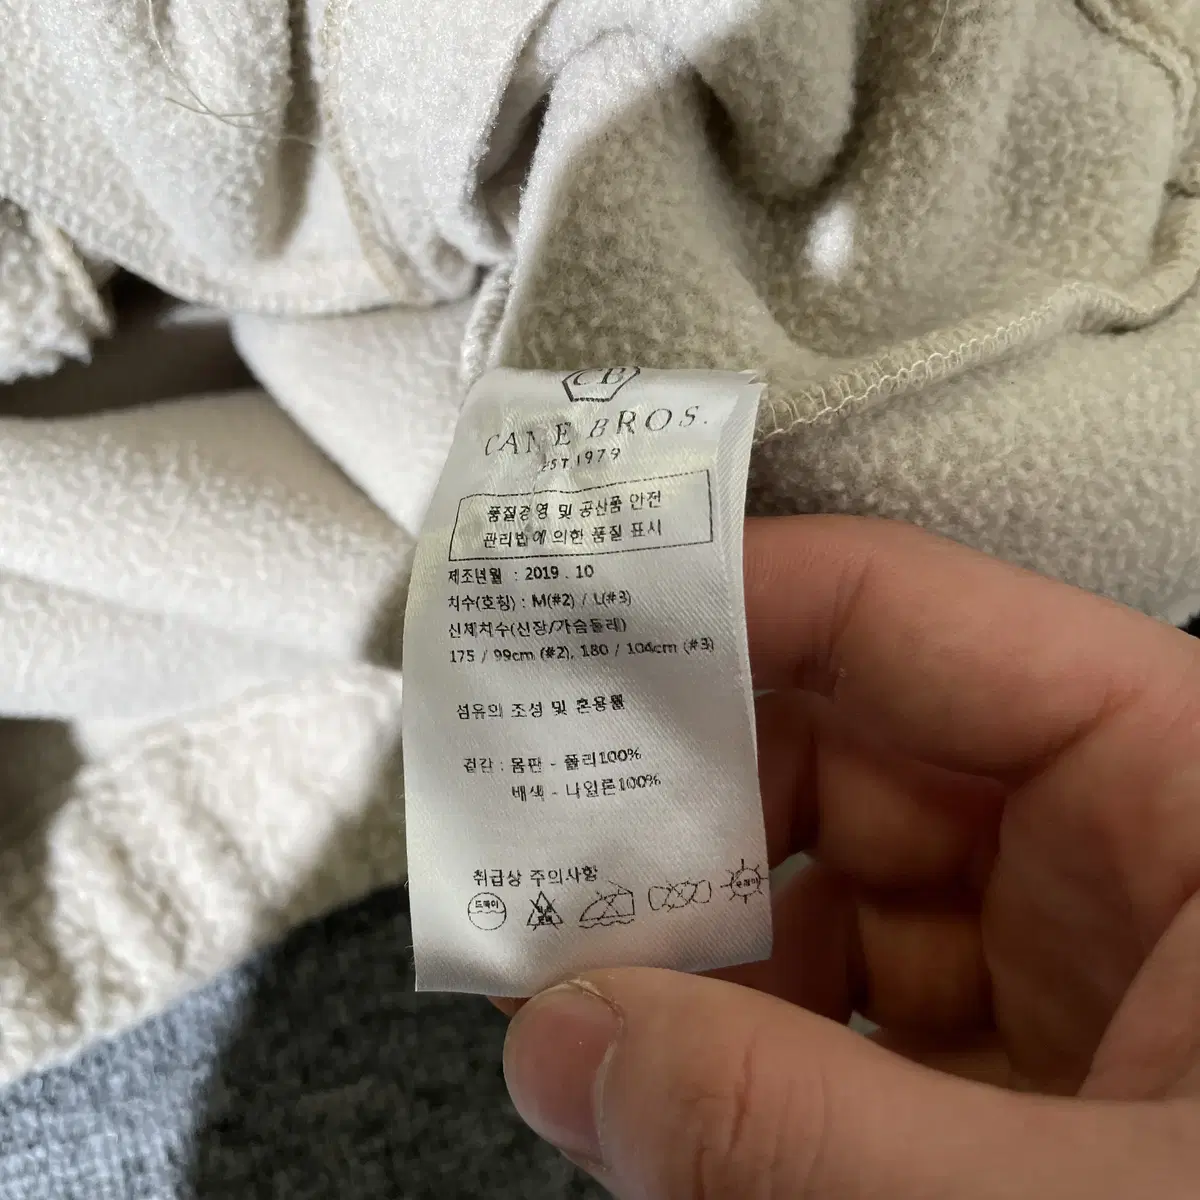 CB
CANE BROS.
EST 1979
품질경영 및 공산품 안전
관리법에 의한 품질 표시
제조년월 : 2019 . 10
치수(호칭) : M(#2) / L(#3)
신체치수(신장/가슴둘레)
175 / 99cm (#2), 180 / 104cm (#3)
섬유의 조성 및 혼용률
겉감 : 몸판 - 폴리100%
배색 - 나일론100%
취급상 주의사항
드라이